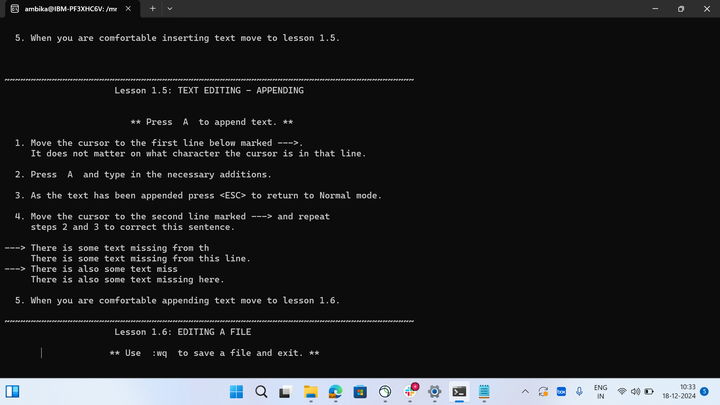 ambika@IBM-PF3XHC6V: /mr
5. When you are comfortable inserting text move to lesson 1.5.
~~~~~~~~~~~~~~~~~~~~~~~~~~~~~~~~~~~~~~~~~~~~~~~~~~~~~~~~~~~~~~~~~~~~~~~~~~~~~~
Lesson 1.5: TEXT EDITING - APPENDING
** Press  A  to append text. **
1. Move the cursor to the first line below marked --->.
It does not matter on what character the cursor is in that line.
2. Press  A  and type in the necessary additions.
3. As the text has been appended press <ESC> to return to Normal mode.
4. Move the cursor to the second line marked ---> and repeat
steps 2 and 3 to correct this sentence.
---> There is some text missing from th
There is some text missing from this line.
---> There is also some text miss
There is also some text missing here.
5. When you are comfortable appending text move to lesson 1.6.
~~~~~~~~~~~~~~~~~~~~~~~~~~~~~~~~~~~~~~~~~~~~~~~~~~~~~~~~~~~~~~~~~~~~~~~~~~~~~~
Lesson 1.6: EDITING A FILE
** Use  :wq  to save a file and exit. **
ENG
IN
10:33
18-12-2024